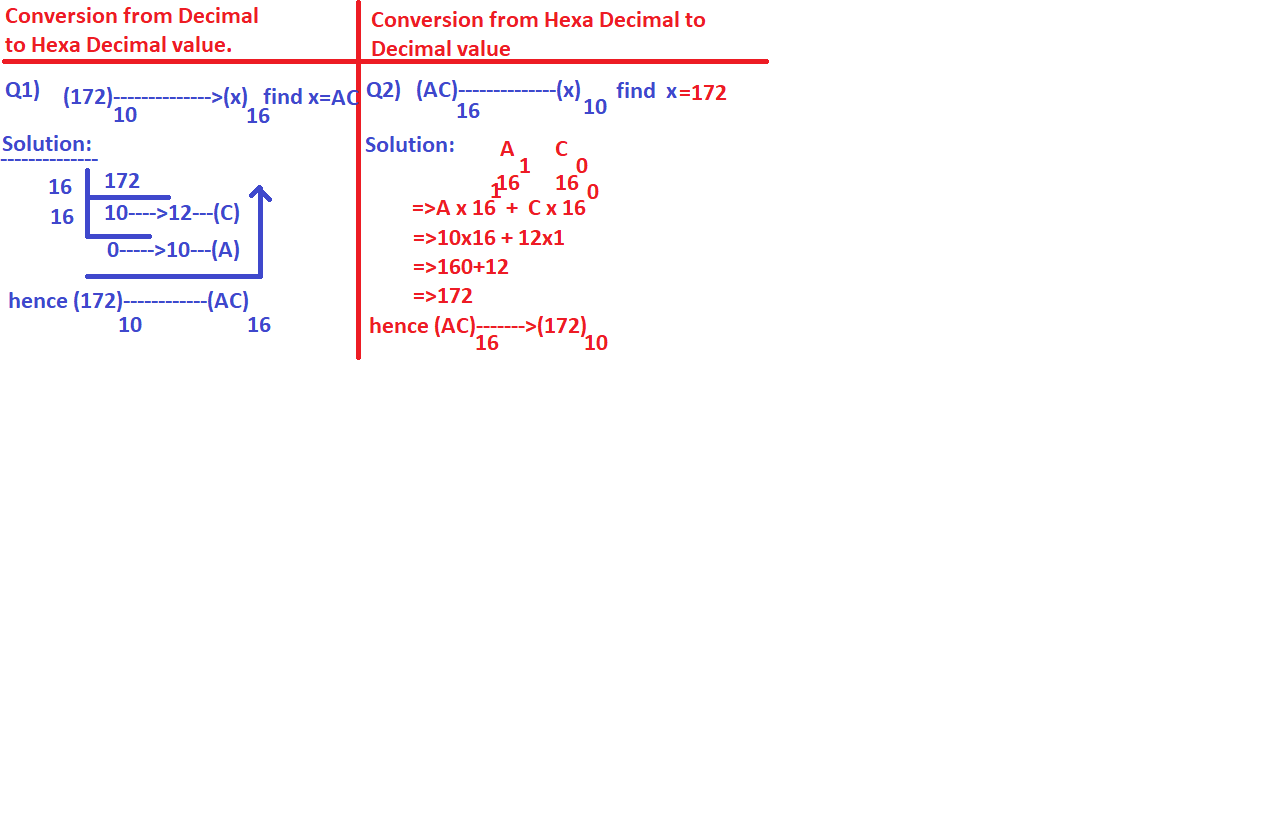 Conversion from Decimal
to Hexa Decimal value.
Q1) (172)-------------->(x) find x=AC
10 16
Solution:
--------------
16 172
16 10---->12---(C)
0----->10---(A)
hence (172)------------(AC)
10 16
Conversion from Hexa Decimal to
Decimal value
Q2) (AC)--------------(x) find x=172
16 10
Solution: A C
1 0
16 16
1 0
=>A x 16 + C x 16
=>10x16 + 12x1
=>160+12
=>172
hence (AC)------->(172)
16 10